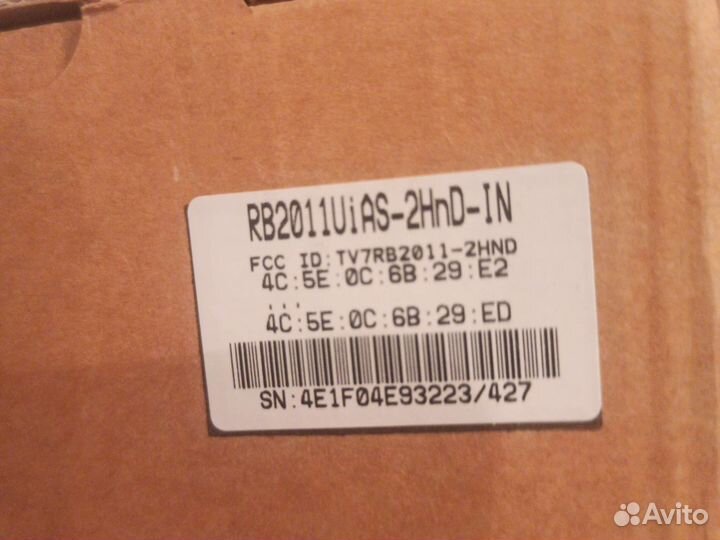 RB2011UiAS-2HnD-IN
FCC ID:TV7RB2011-2HND
4C:5E:0C:6B:29:E2
...
4C:5E:0C:6B:29:ED
SN:4E1F04E93223/427
Avito